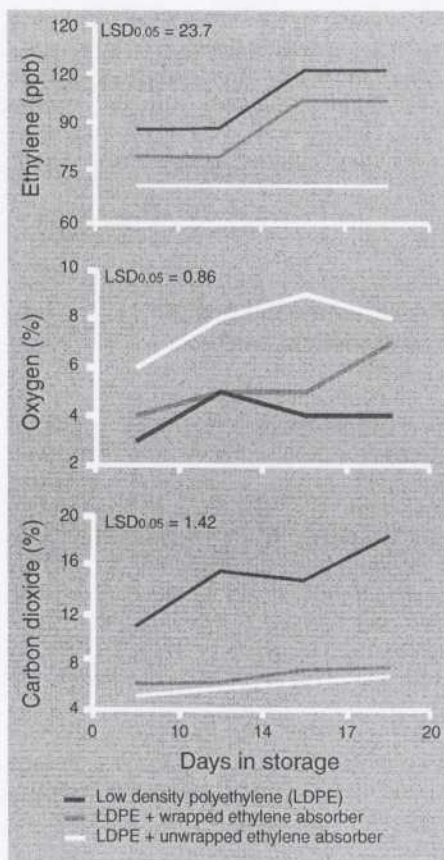 120
LSD0.05 = 23.7
120
90
75
60
Ethylene (ppb)
10
LSD0.05 = 0.86
8
6
4
2
Oxygen (%)
20
LSD0.05 = 1.42
16
12
8
4
Carbon dioxide (%)
0 10 14 17 20
Days in storage
Low density polyethylene (LDPE)
LDPE + wrapped ethylene absorber
LDPE + unwrapped ethylene absorber